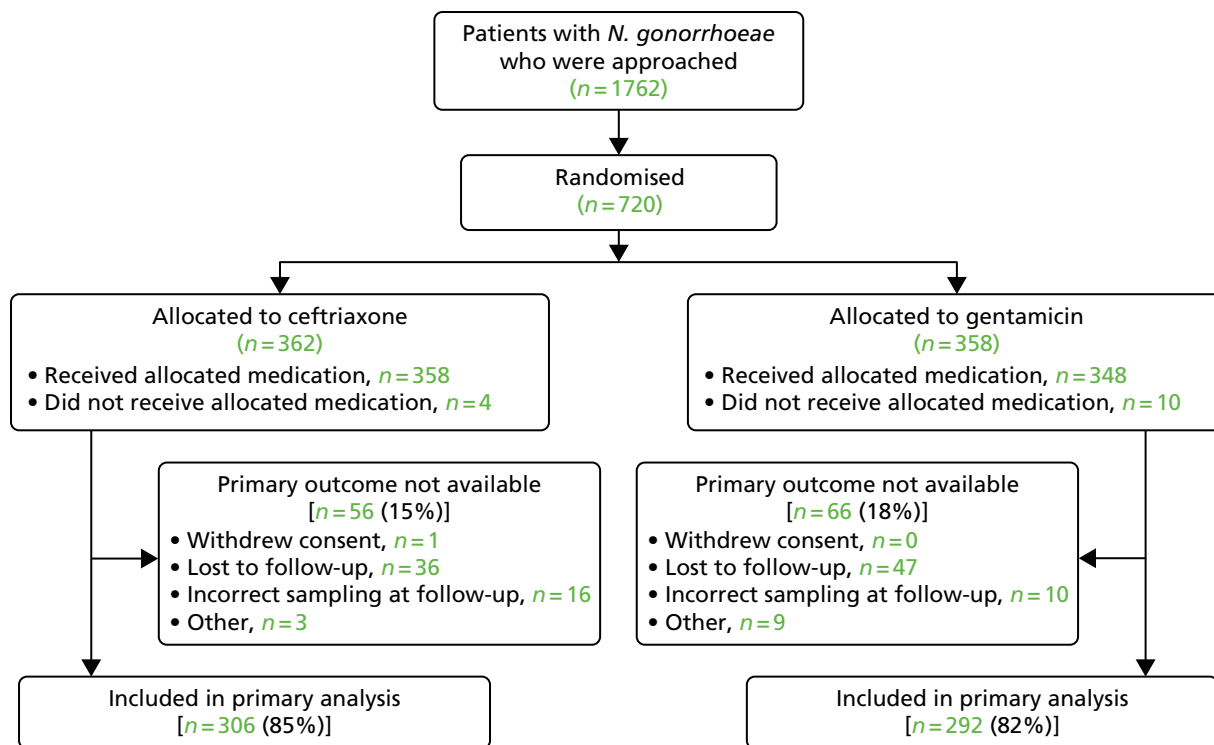 Patients with N. gonorrhoeae
who were approached
(n=1762)
Randomised
(n=720)
Allocated to ceftriaxone
(n=362)
• Received allocated medication, n=358
• Did not receive allocated medication, n=4
Allocated to gentamicin
(n=358)
• Received allocated medication, n=348
• Did not receive allocated medication, n=10
Primary outcome not available
[n=56 (15%)]
• Withdrew consent, n=1
• Lost to follow-up, n=36
• Incorrect sampling at follow-up, n=16
• Other, n=3
Primary outcome not available
[n=66 (18%)]
• Withdrew consent, n=0
• Lost to follow-up, n=47
• Incorrect sampling at follow-up, n=10
• Other, n=9
Included in primary analysis
[n=306 (85%)]
Included in primary analysis
[n=292 (82%)]